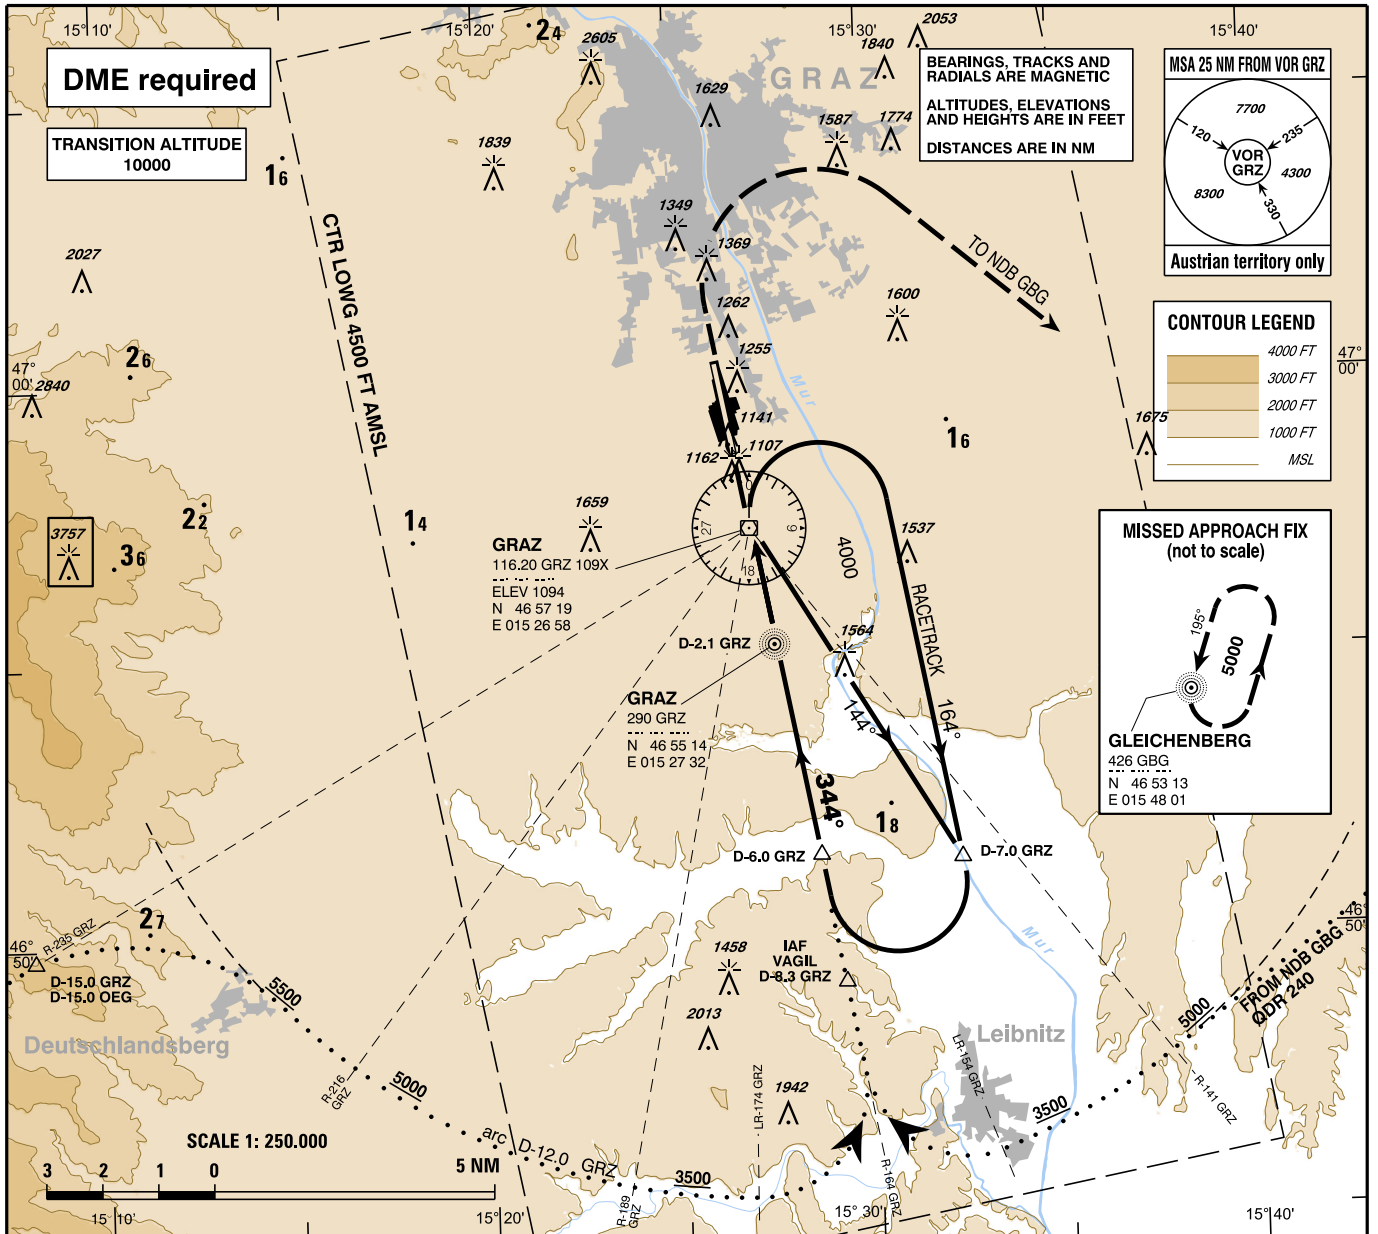 15°10'
15°20'
15°30'
15°40'
DME required
TRANSITION ALTITUDE
10000
24
2605
1629
GRAZ
1840
2053
1587
1774
1839
16
1349
1369
2027
CTR LOWG 4500 FT AMSL
BEARINGS, TRACKS AND
RADIALS ARE MAGNETIC
ALTITUDES, ELEVATIONS
AND HEIGHTS ARE IN FEET
DISTANCES ARE IN NM
MSA 25 NM FROM VOR GRZ
7700
120
235
VOR
GRZ
4300
8300
330
Austrian territory only
TO NDB GBG
1262
1600
1255
CONTOUR LEGEND
4000 FT
3000 FT
2000 FT
1000 FT
MSL
47°
00'
47°
00'
26
2840
Mur
1141
1107
1162
16
1675
22
14
3757
36
1659
GRAZ
116.20 GRZ 109X
ELEV 1094
N 46 57 19
E 015 26 58
0
9
18
27
4000
1537
RACETRACK
164°
MISSED APPROACH FIX
(not to scale)
195°
5000
GLEICHENBERG
426 GBG
N 46 53 13
E 015 48 01
D-2.1 GRZ
1564
GRAZ
290 GRZ
N 46 55 14
E 015 27 32
144°
344°
18
D-6.0 GRZ
D-7.0 GRZ
27
R-235 GRZ
46°
50'
46°
50'
D-15.0 GRZ
D-15.0 OEG
5500
1458
IAF
VAGIL
D-8.3 GRZ
Mur
FROM NDB GBG
QDR 240
5000
Deutschlandsberg
2013
Leibnitz
LR-154 GRZ
R-216
GRZ
5000
LR-174 GRZ
1942
3500
R-141 GRZ
SCALE 1: 250.000
3
2
1
0
5 NM
arc D-12.0 GRZ
R-189
GRZ
3500
R-164 GRZ
15°10'
15°20'
15° 30'
15°40'